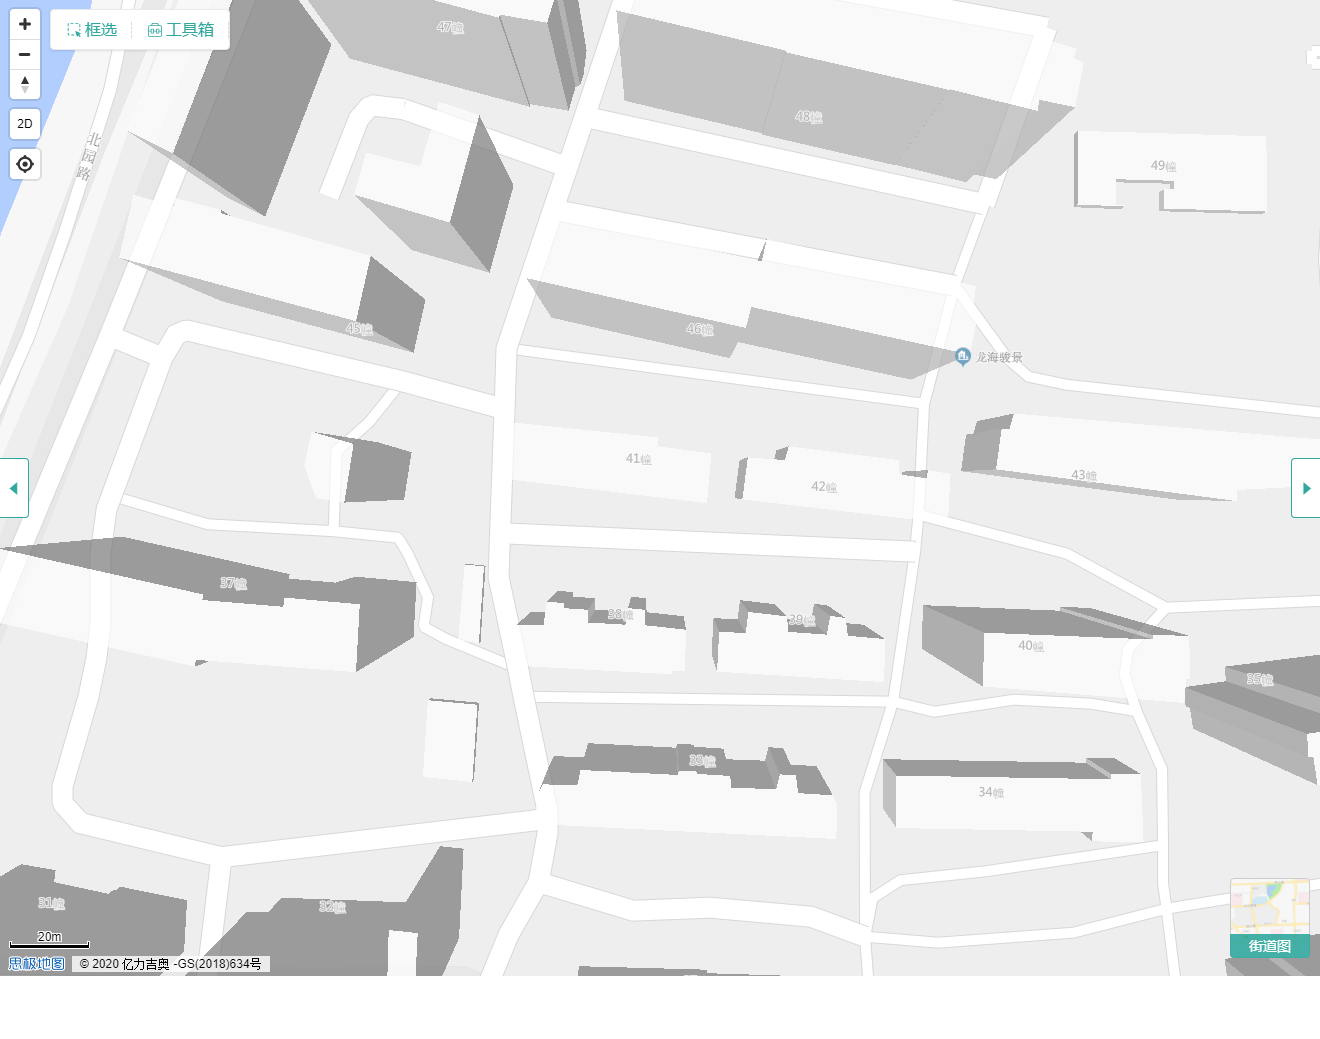 +
框选
工具箱
−
2D
北园路
47幢
48幢
49幢
45幢
46幢
龙海骏景
41幢
42幢
43幢
37幢
38幢
39幢
40幢
35幢
33幢
34幢
31幢
32幢
20m
思极地图
© 2020 亿力吉奥 -GS(2018)634号
街道图